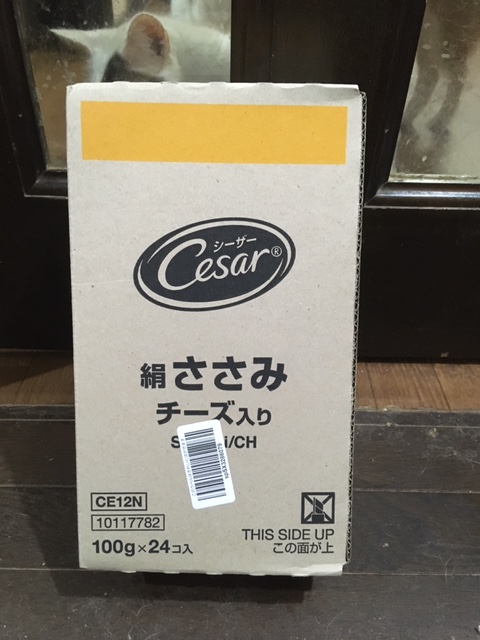 シーザー
Cesar®
絹 ささみ
チーズ入り
CE12N
10117782
100g×24コ入
THIS SIDE UP
この面が上